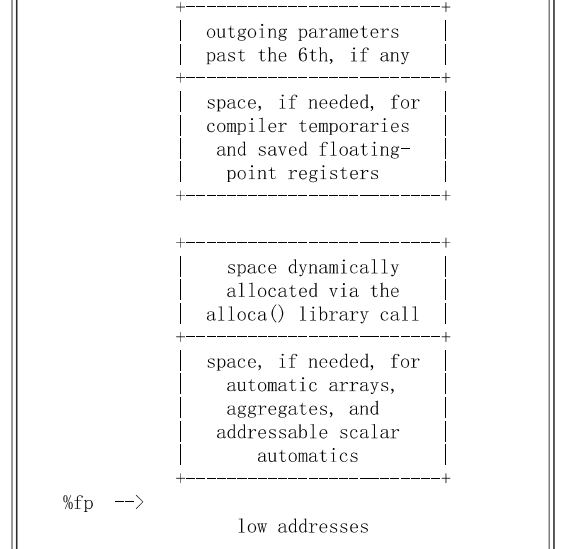 outgoing parameters
past the 6th, if any
space, if needed, for
compiler temporaries
and saved floating-
point registers
space dynamically
allocated via the
alloca() library call
space, if needed, for
automatic arrays,
aggregates, and
addressable scalar
automatics
%fp -->
low addresses